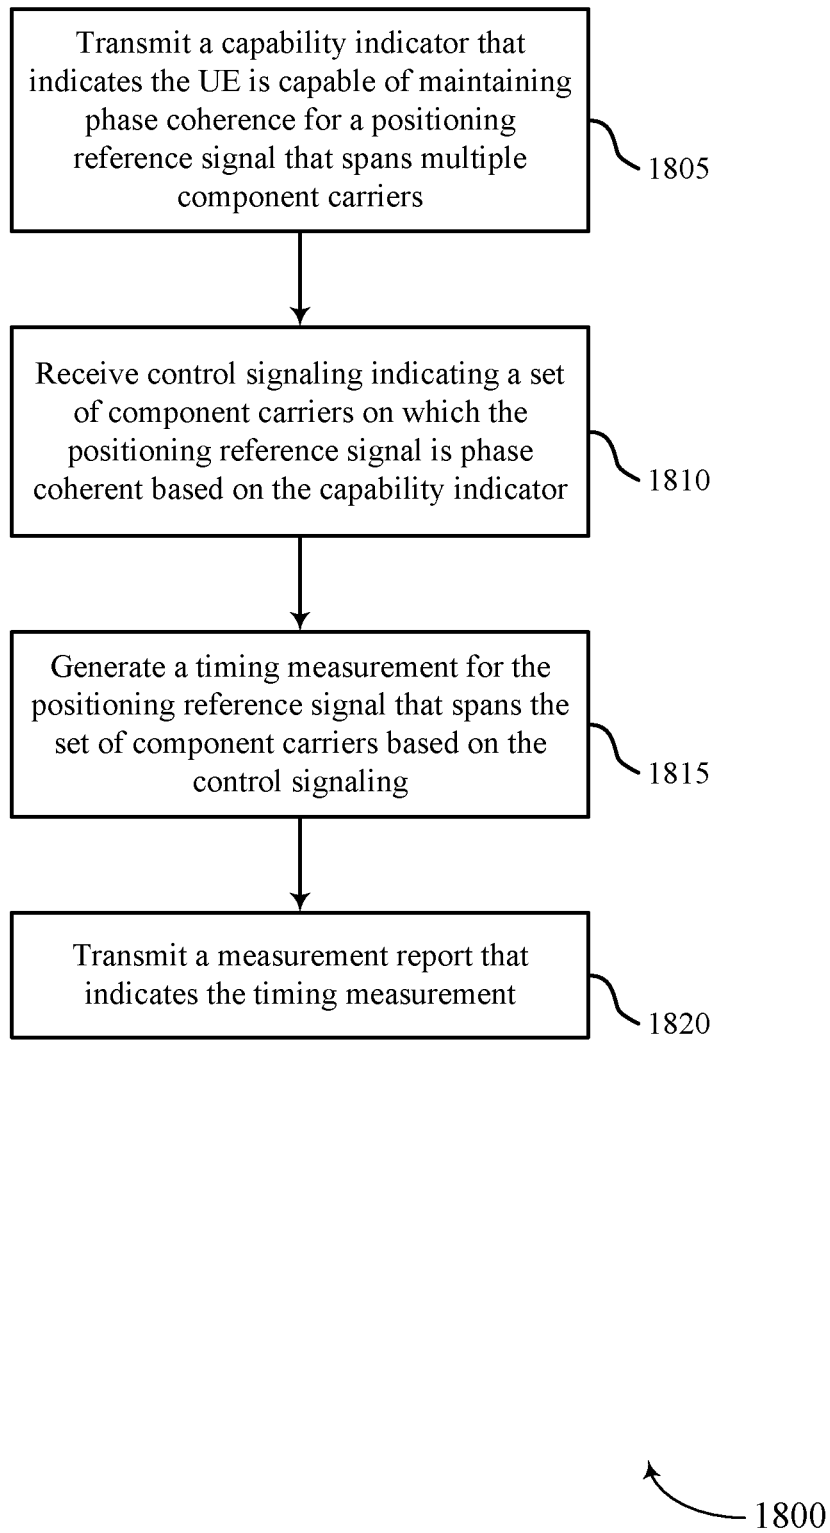 Transmit a capability indicator that
indicates the UE is capable of maintaining
phase coherence for a positioning
reference signal that spans multiple
component carriers
1805
Receive control signaling indicating a set
of component carriers on which the
positioning reference signal is phase
coherent based on the capability indicator
1810
Generate a timing measurement for the
positioning reference signal that spans the
set of component carriers based on the
control signaling
1815
Transmit a measurement report that
indicates the timing measurement
1820
1800